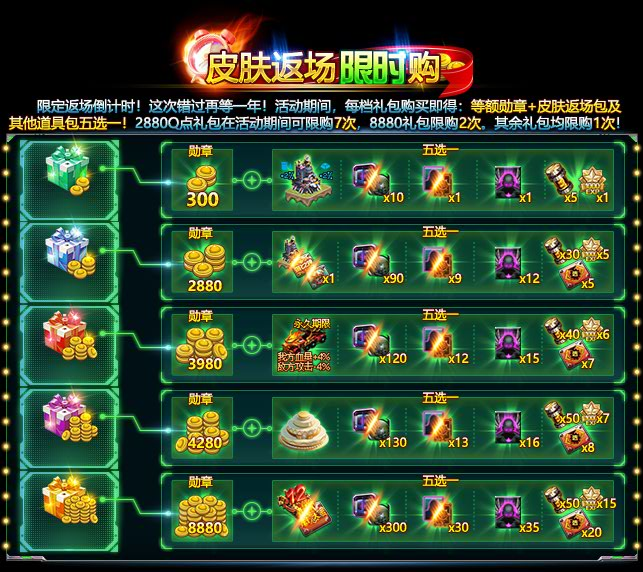 皮肤返场限时购
限定返场倒计时！这次错过再等一年！活动期间，每档礼包购买即得：等额勋章+皮肤返场包及
其他道具包五选一！2880Q点礼包在活动期间可限购7次，8880礼包限购2次。其余礼包均限购1次！
勋章 五选一
300 x10 x1 x1 x5 x1
勋章 五选一
2880 x1 x90 x9 x12 x30 x5
x5
勋章 五选一
永久期限
3980 x120 x12 x15 x40 x6
我方血量+4%
敌方攻击-4% x7
勋章 五选一
4280 x130 x13 x16 x50 x7
x8
勋章 五选一
8880 x300 x30 x35 x50 x15
x20